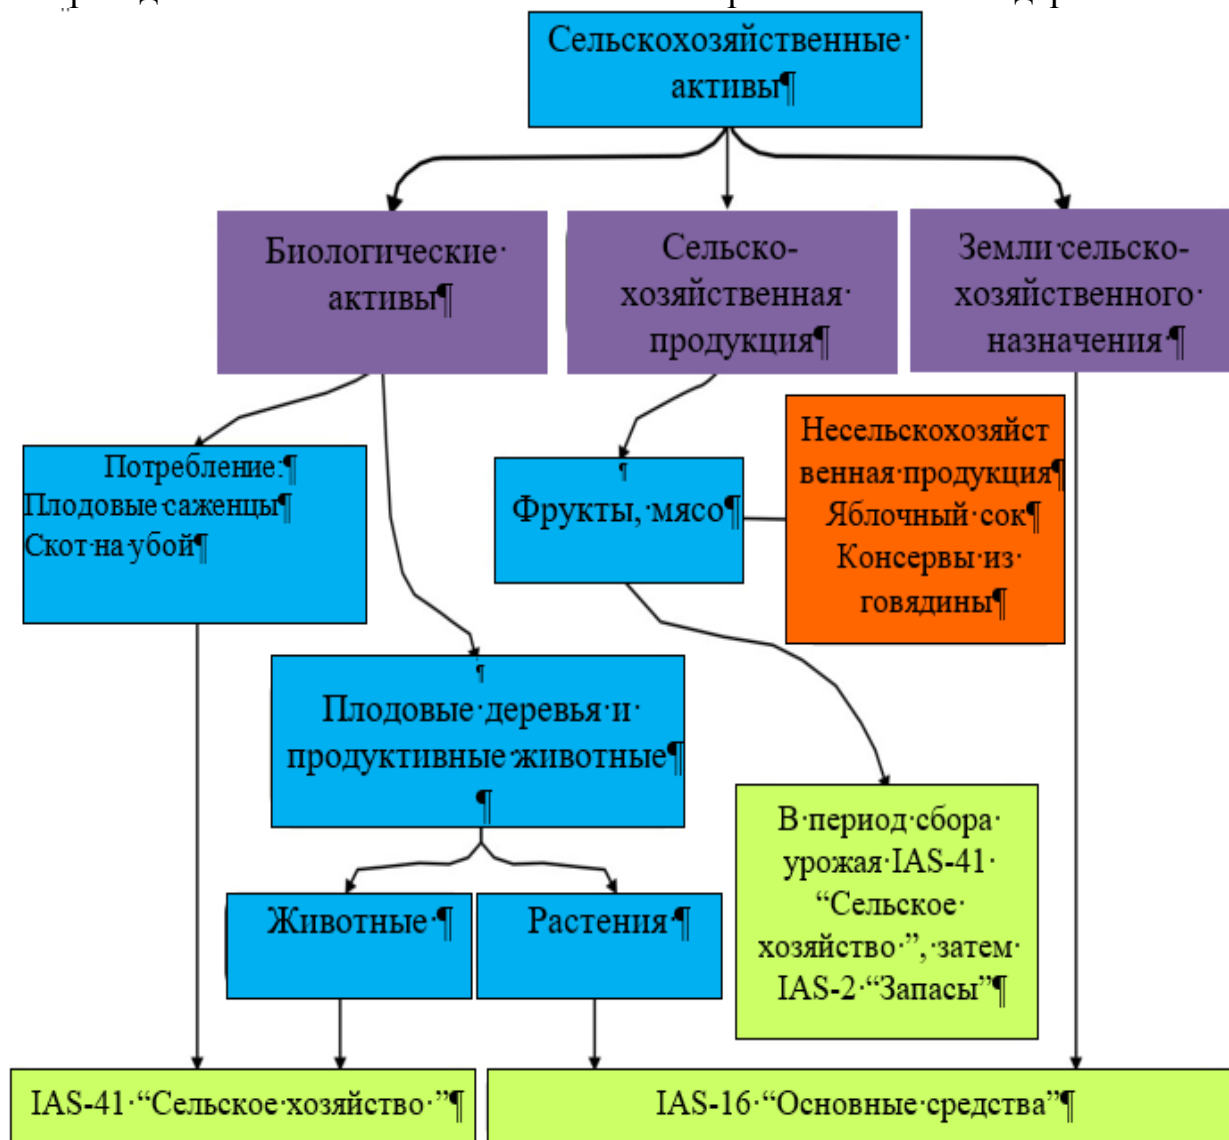 Сельскохозяйственные·
активы¶
Биологические·
активы¶
Сельско-
хозяйственная·
продукция¶
Земли·сельско-
хозяйственного·
назначения·¶
Потребление:¶
Плодовые·саженцы¶
Скот·на·убой¶
¶
Фрукты,·мясо¶
Несельскохозяйст
венная·продукция¶
Яблочный·сок¶
Консервы·из·
говядины¶
¶
Плодовые·деревья·и·
продуктивные·животные¶
¶
В·период·сбора·
урожая·IAS-41·
“Сельское·
хозяйство·”,·затем·
IAS-2·“Запасы”¶
Животные·¶
Растения·¶
IAS-41·“Сельское·хозяйство·”¶
IAS-16·“Основные·средства”¶